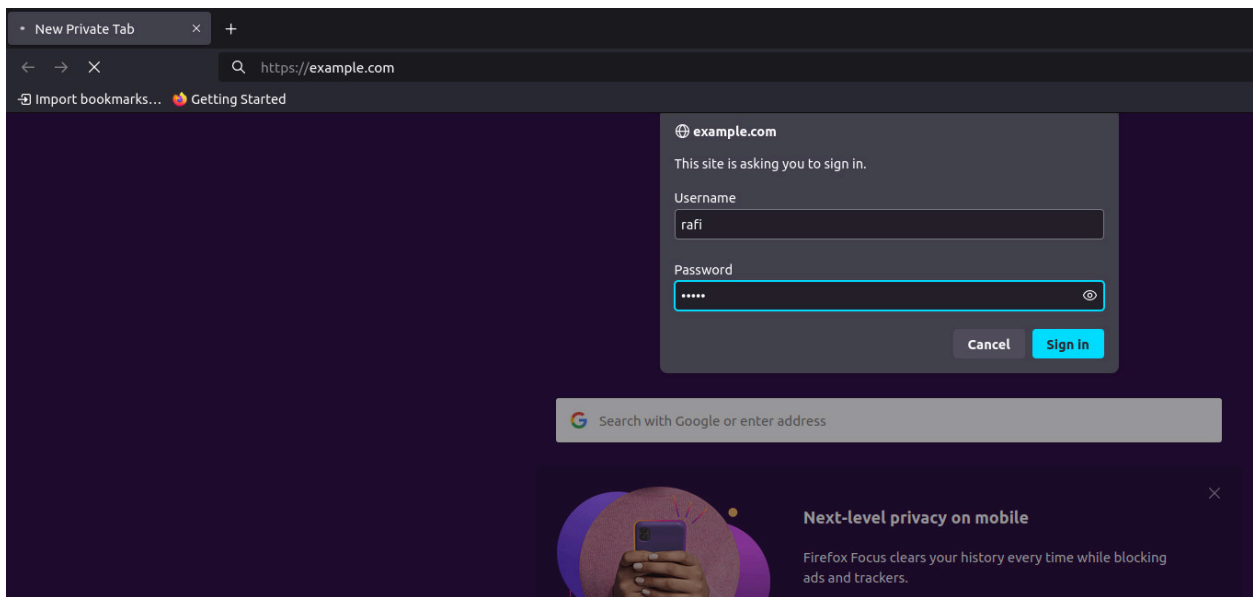 New Private Tab
https://example.com
Import bookmarks... Getting Started
example.com
This site is asking you to sign in.
Username
rafi
Password
•••••
Cancel Sign in
Search with Google or enter address
Next-level privacy on mobile
Firefox Focus clears your history every time while blocking
ads and trackers.